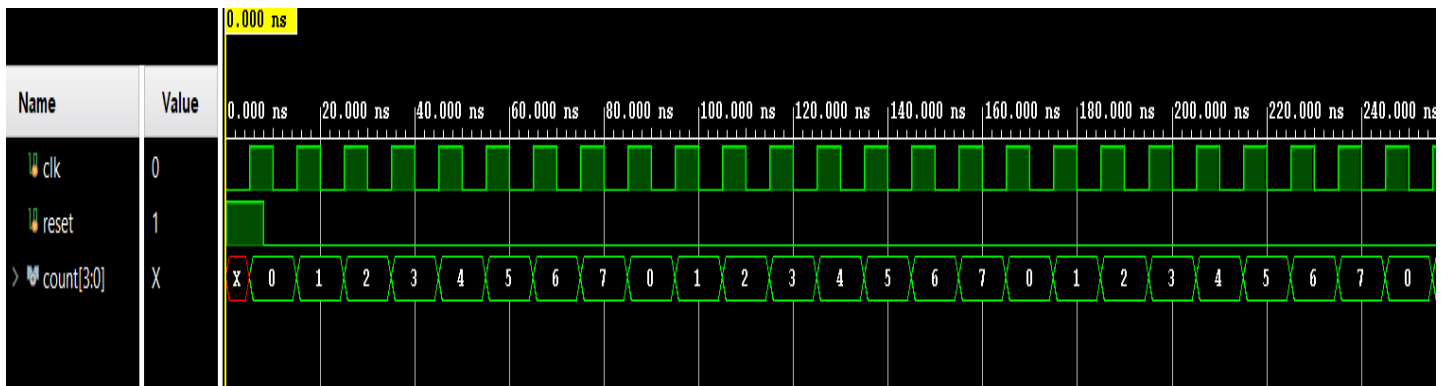 0.000 ns
Name Value
0.000 ns 20.000 ns 40.000 ns 60.000 ns 80.000 ns 100.000 ns 120.000 ns 140.000 ns 160.000 ns 180.000 ns 200.000 ns 220.000 ns 240.000 ns
clk 0
reset 1
count[3:0] X X 0 1 2 3 4 5 6 7 0 1 2 3 4 5 6 7 0 1 2 3 4 5 6 7 0